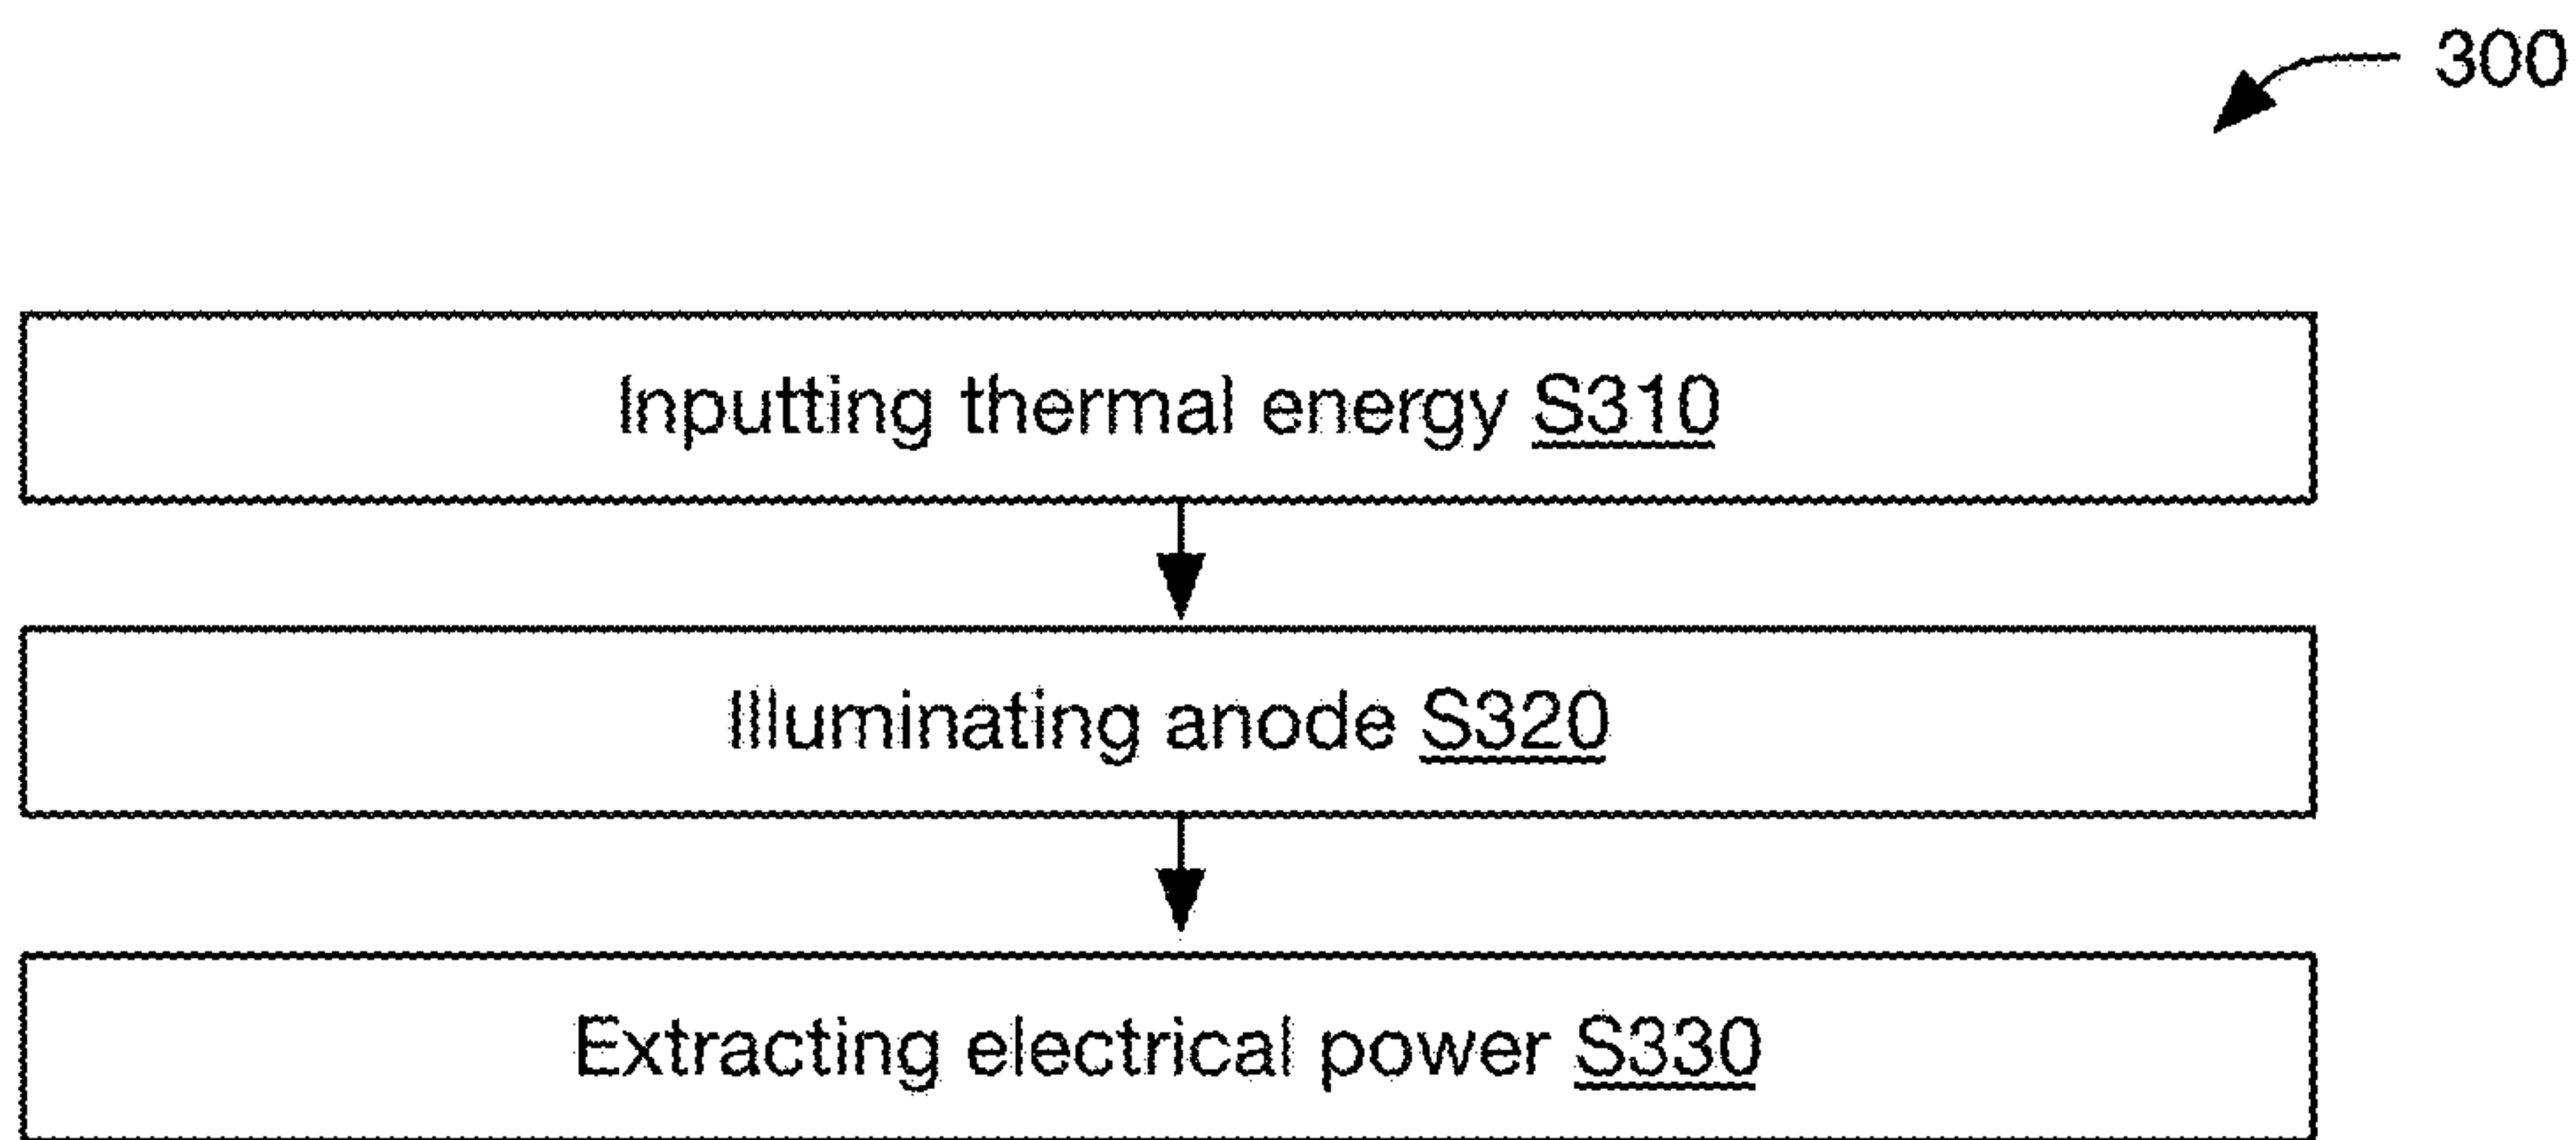 300
Inputting thermal energy S310
Illuminating anode S320
Extracting electrical power S330